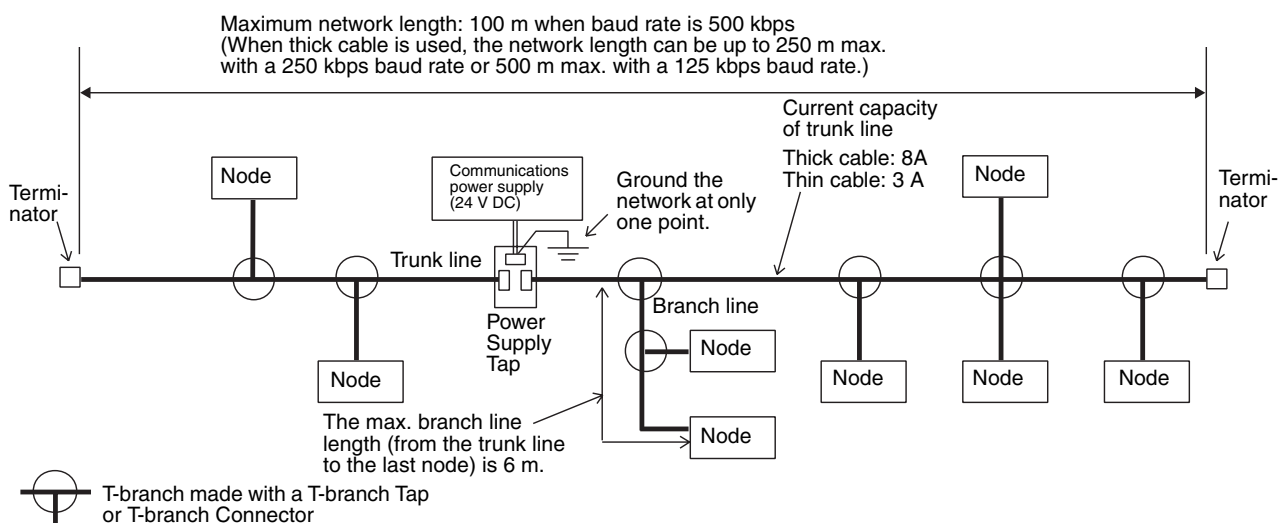 Maximum network length: 100 m when baud rate is 500 kbps
(When thick cable is used, the network length can be up to 250 m max.
with a 250 kbps baud rate or 500 m max. with a 125 kbps baud rate.)
Current capacity
of trunk line
Thick cable: 8A
Thin cable: 3 A
Termi-
nator
Node
Communications
power supply
(24 V DC)
Ground the
network at only
one point.
Node
Termi-
nator
Trunk line
Power
Supply
Tap
Branch line
Node
Node
Node
Node
Node
Node
The max. branch line
length (from the trunk line
to the last node) is 6 m.
T-branch made with a T-branch Tap
or T-branch Connector